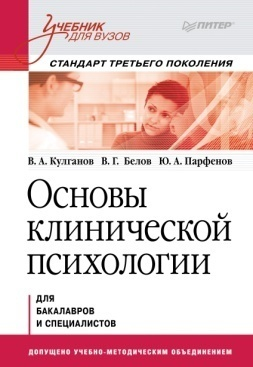 Учебник
для вузов
ПИТЕР®
СТАНДАРТ ТРЕТЬЕГО ПОКОЛЕНИЯ
В. А. Кулганов В. Г. Белов Ю. А. Парфенов
Основы
клинической
психологии
ДЛЯ
БАКАЛАВРОВ
И СПЕЦИАЛИСТОВ
ДОПУЩЕНО УЧЕБНО-МЕТОДИЧЕСКИМ ОБЪЕДИНЕНИЕМ